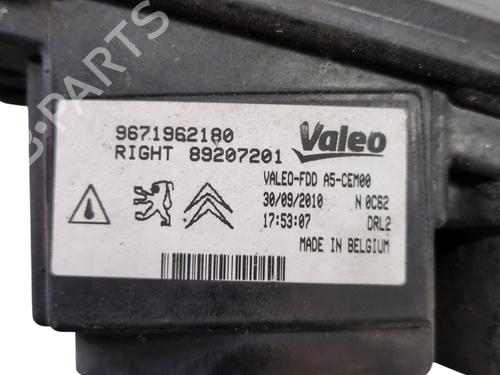 B-PARTS
9671962180
RIGHT 89207201
Valeo
VALEO-FDD A5-CEM00
30/09/2010 N 0C62
17:53:07 DRL2
MADE IN BELGIUM